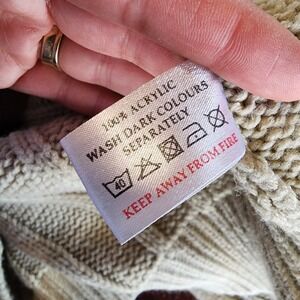 100% ACRYLIC
WASH DARK COLOURS
SEPARATELY
40
KEEP AWAY FROM FIRE